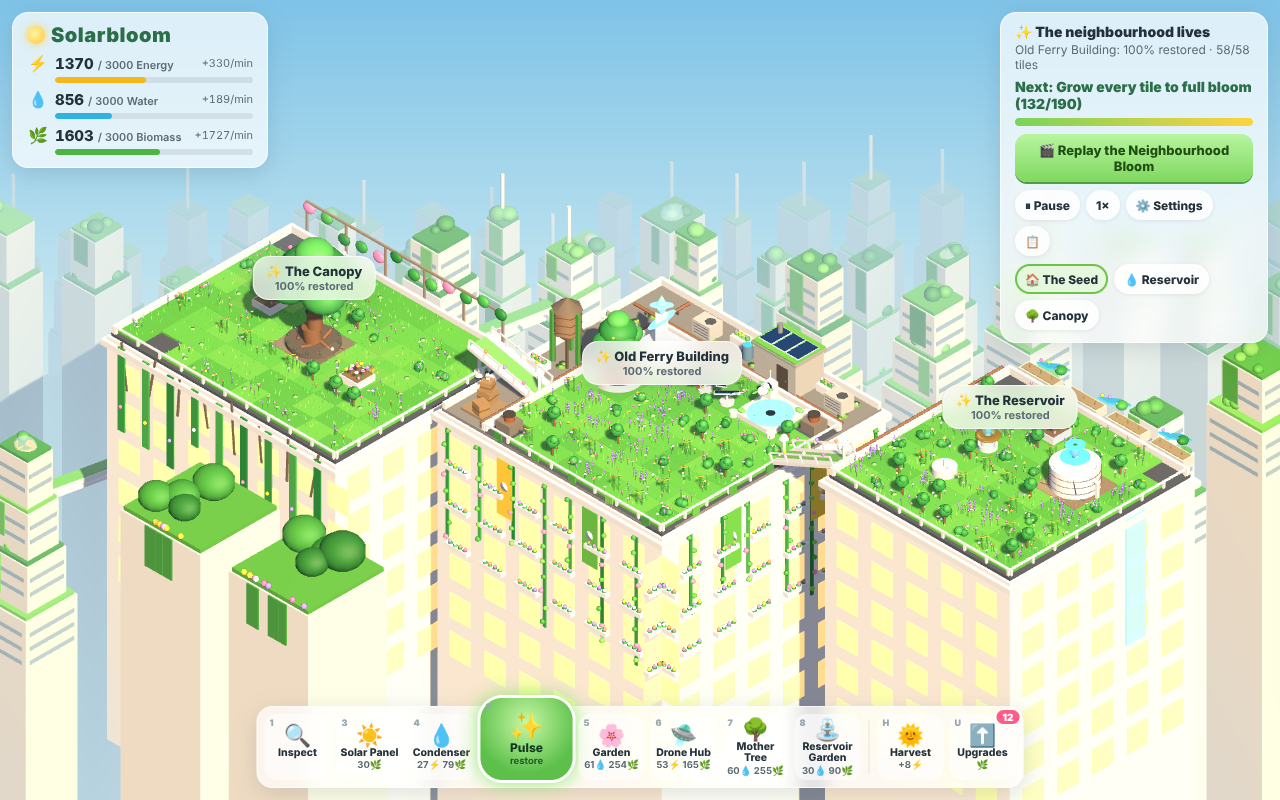 Solarbloom
1370 / 3000 Energy +330/min
856 / 3000 Water +189/min
1603 / 3000 Biomass +1727/min
✨ The neighbourhood lives
Old Ferry Building: 100% restored · 58/58
tiles
Next: Grow every tile to full bloom
(132/190)
Replay the Neighbourhood
Bloom
Pause 1× Settings
The Seed Reservoir
Canopy
The Canopy
100% restored
Old Ferry Building
100% restored
The Reservoir
100% restored
1 Inspect
3 Solar Panel
30
4 Condenser
27 79
Pulse
restore
5 Garden
61 254
6 Drone Hub
53 165
7 Mother
Tree
60 255
8 Reservoir
Garden
30 90
H Harvest
+8
U Upgrades
12